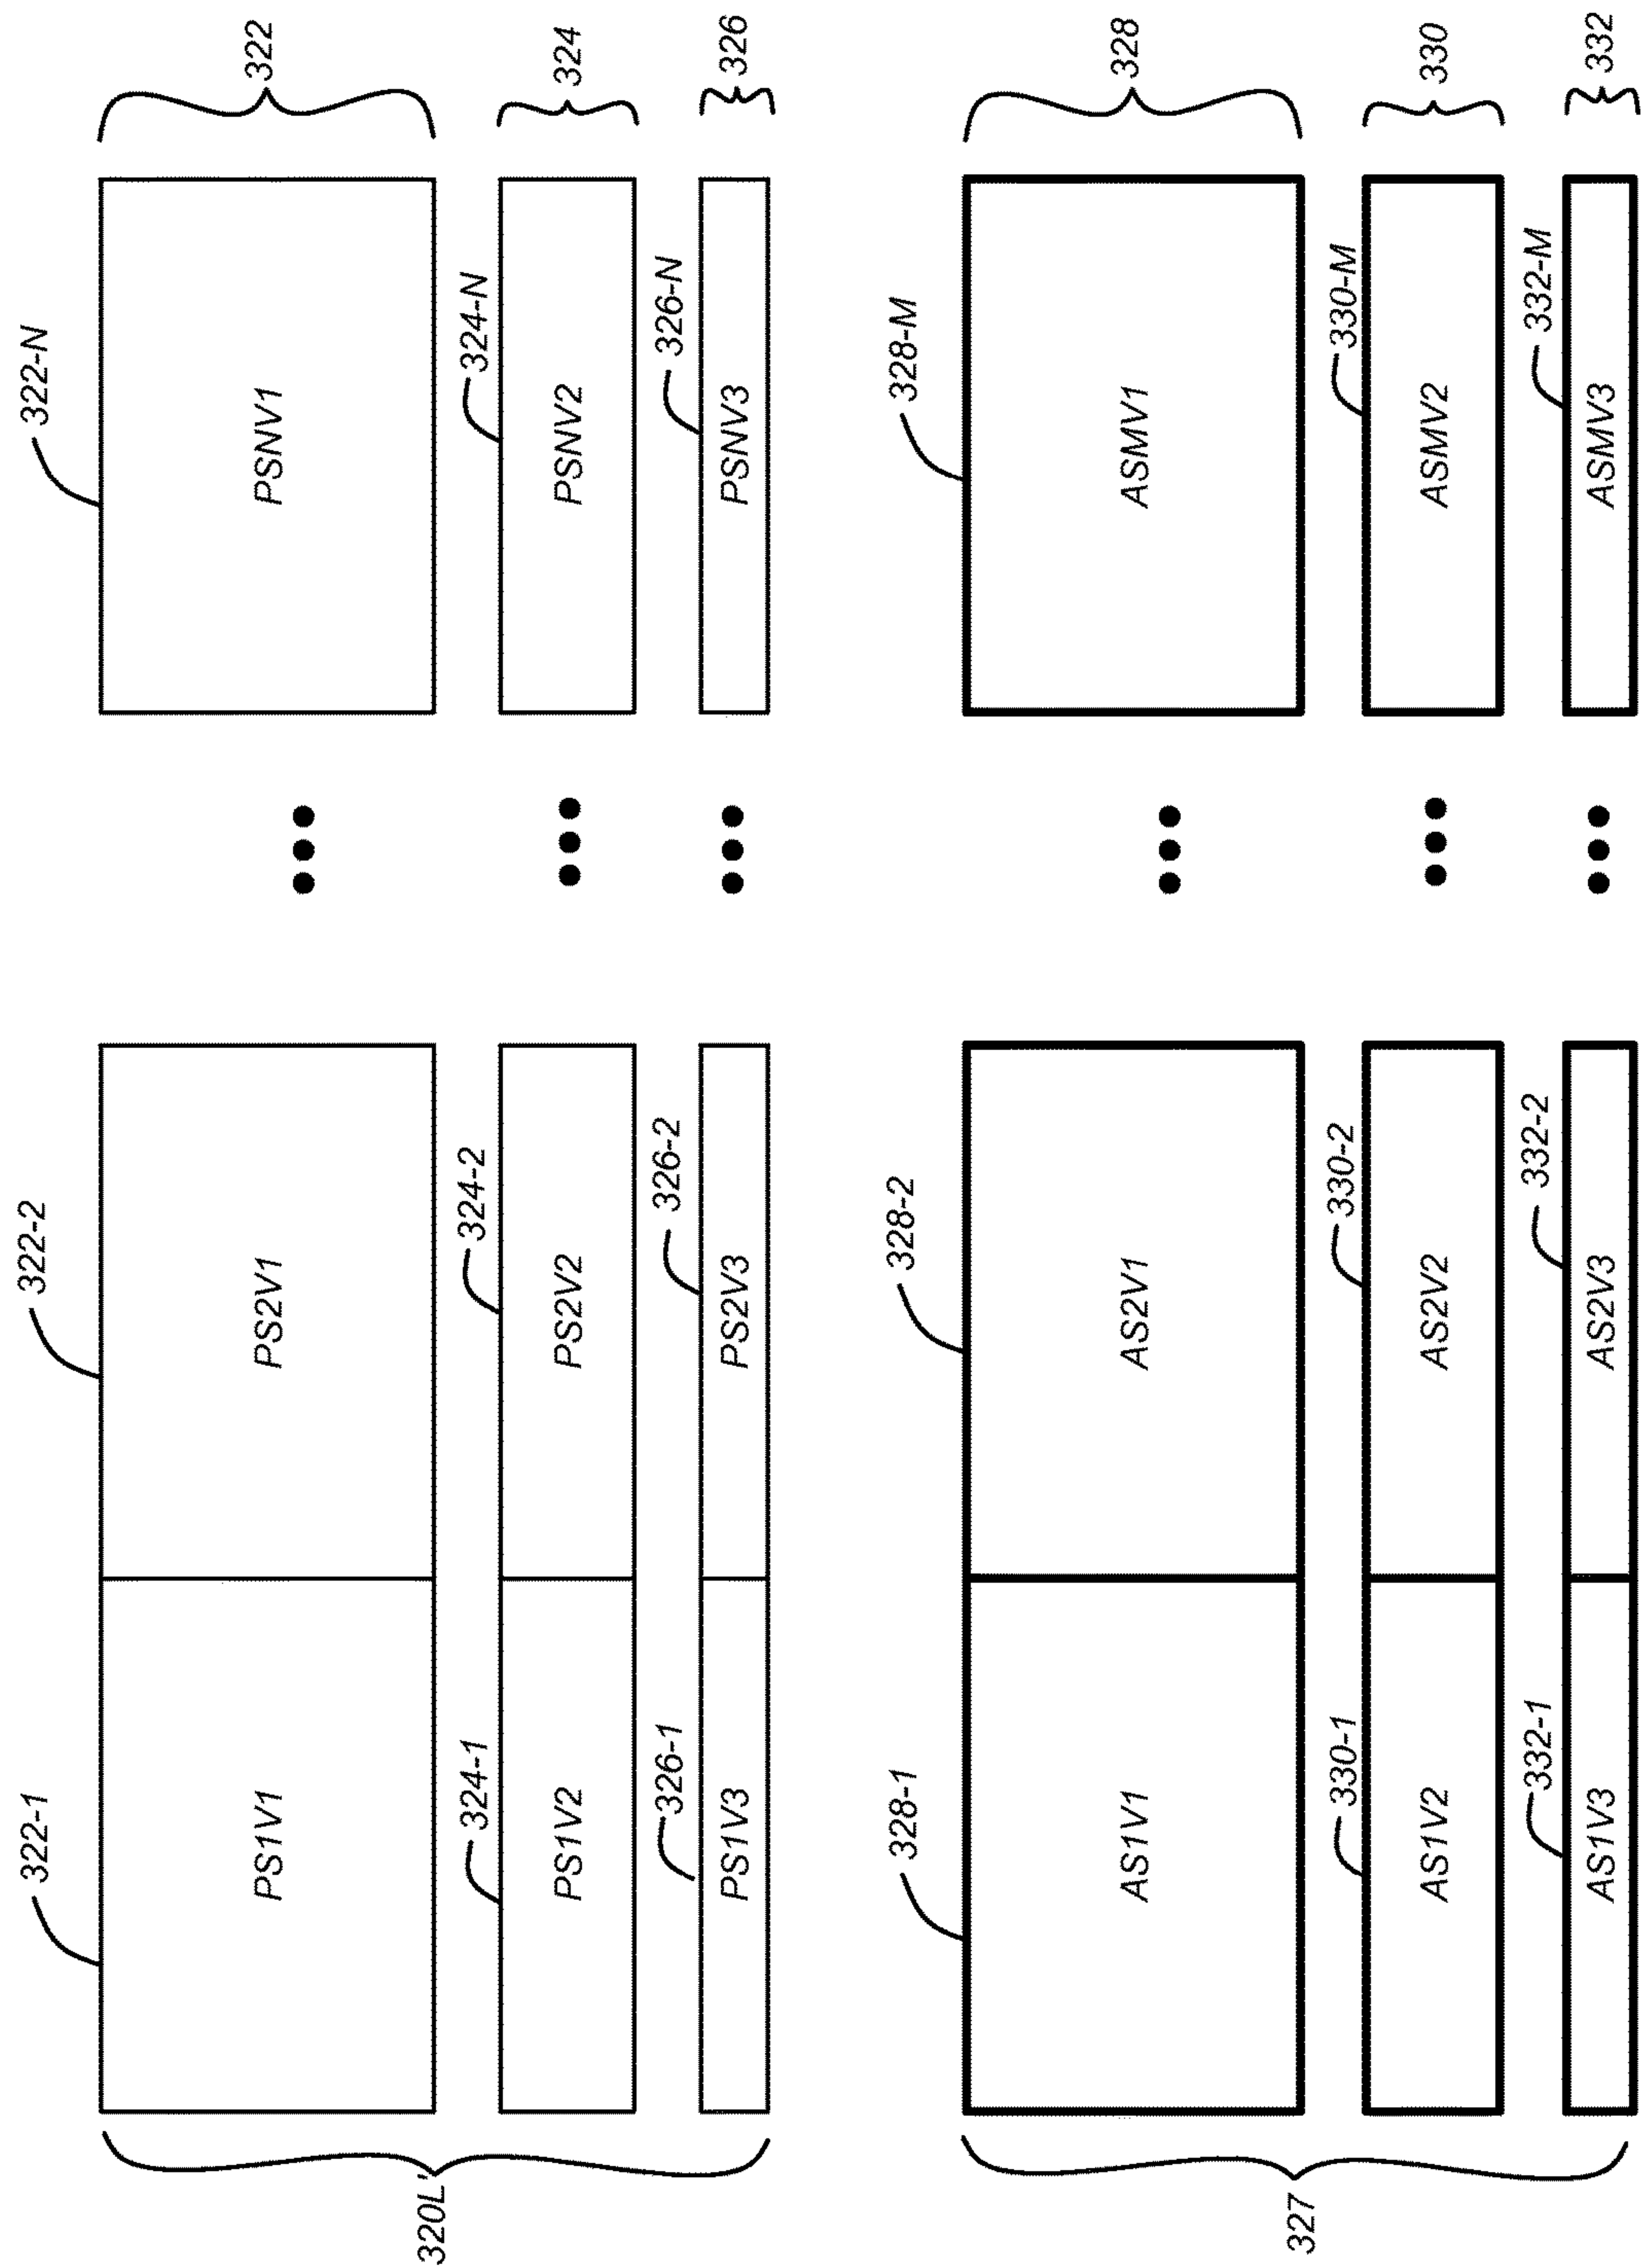 322-1
322-2
322-N
PS1V1
PS2V1
PSNV1
322
324-1
324-2
324-N
PS1V2
PS2V2
PSNV2
324
320L'
326-1
326-2
326-N
PS1V3
PS2V3
PSNV3
326
328-1
328-2
328-M
AS1V1
AS2V1
ASMV1
328
330-1
330-2
330-M
327
AS1V2
AS2V2
ASMV2
330
332-1
332-2
332-M
AS1V3
AS2V3
ASMV3
332